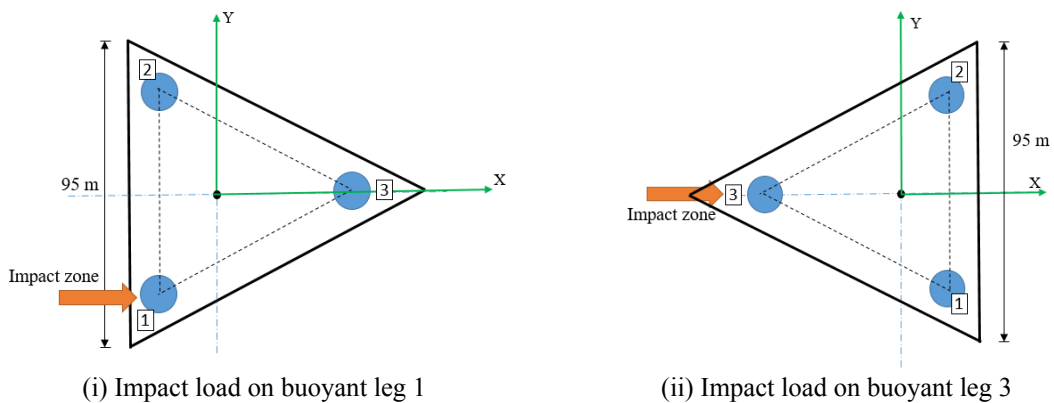 Y
2
95 m
3
X
Impact zone
1
(i) Impact load on buoyant leg 1
Y
2
95 m
3
X
Impact zone
1
(ii) Impact load on buoyant leg 3